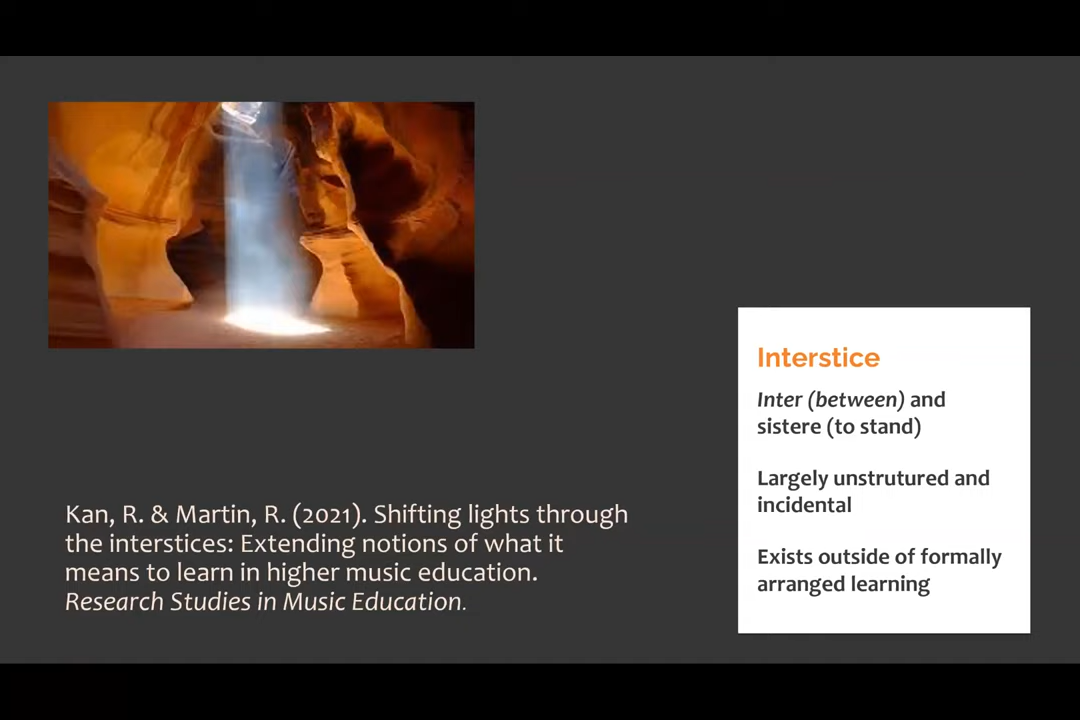 Interstice
Inter (between) and
sistere (to stand)
Largely unstrutured and
incidental
Exists outside of formally
arranged learning
Kan, R. & Martin, R. (2021). Shifting lights through
the interstices: Extending notions of what it
means to learn in higher music education.
Research Studies in Music Education.